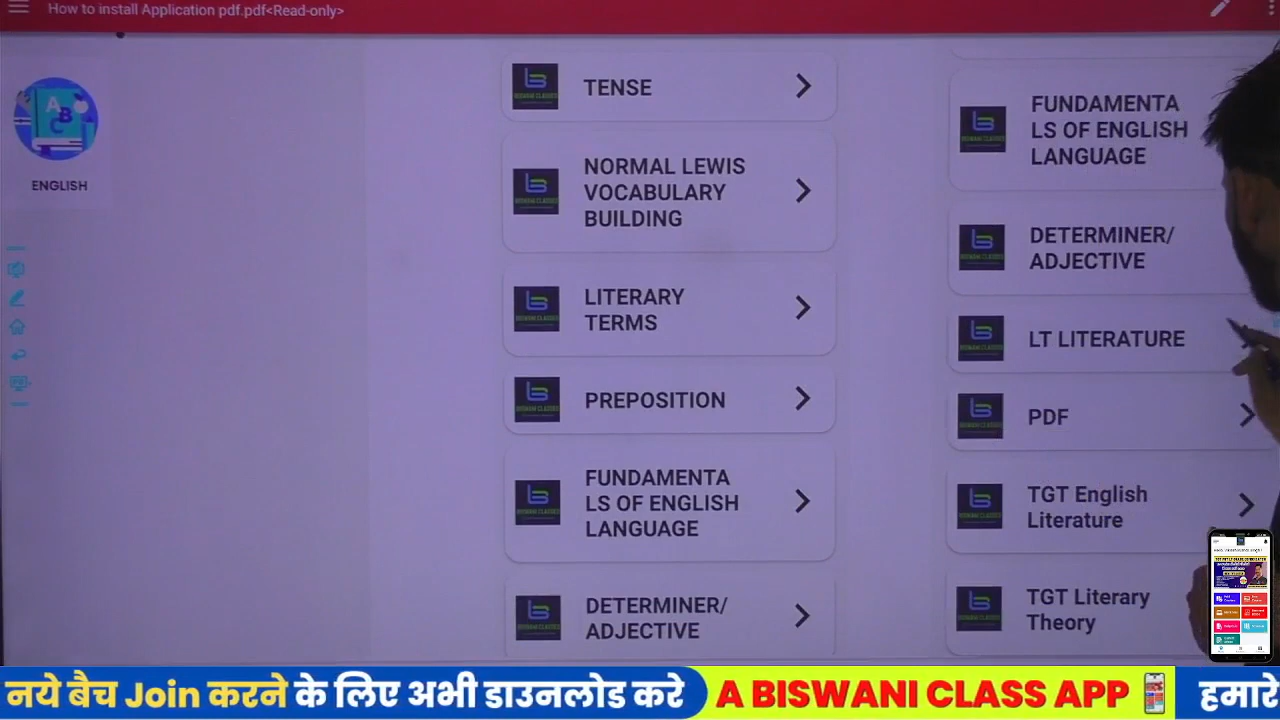 How to install Application pdf.pdf<Read-only>
ENGLISH
TENSE
NORMAL LEWIS
VOCABULARY
BUILDING
LITERARY
TERMS
PREPOSITION
FUNDAMENTA
LS OF ENGLISH
LANGUAGE
DETERMINER/
ADJECTIVE
FUNDAMENTA
LS OF ENGLISH
LANGUAGE
DETERMINER/
ADJECTIVE
LT LITERATURE
PDF
TGT English
Literature
TGT Literary
Theory
नये बैच Join करने के लिए अभी डाउनलोड करे
A BISWANI CLASS APP
हमारे